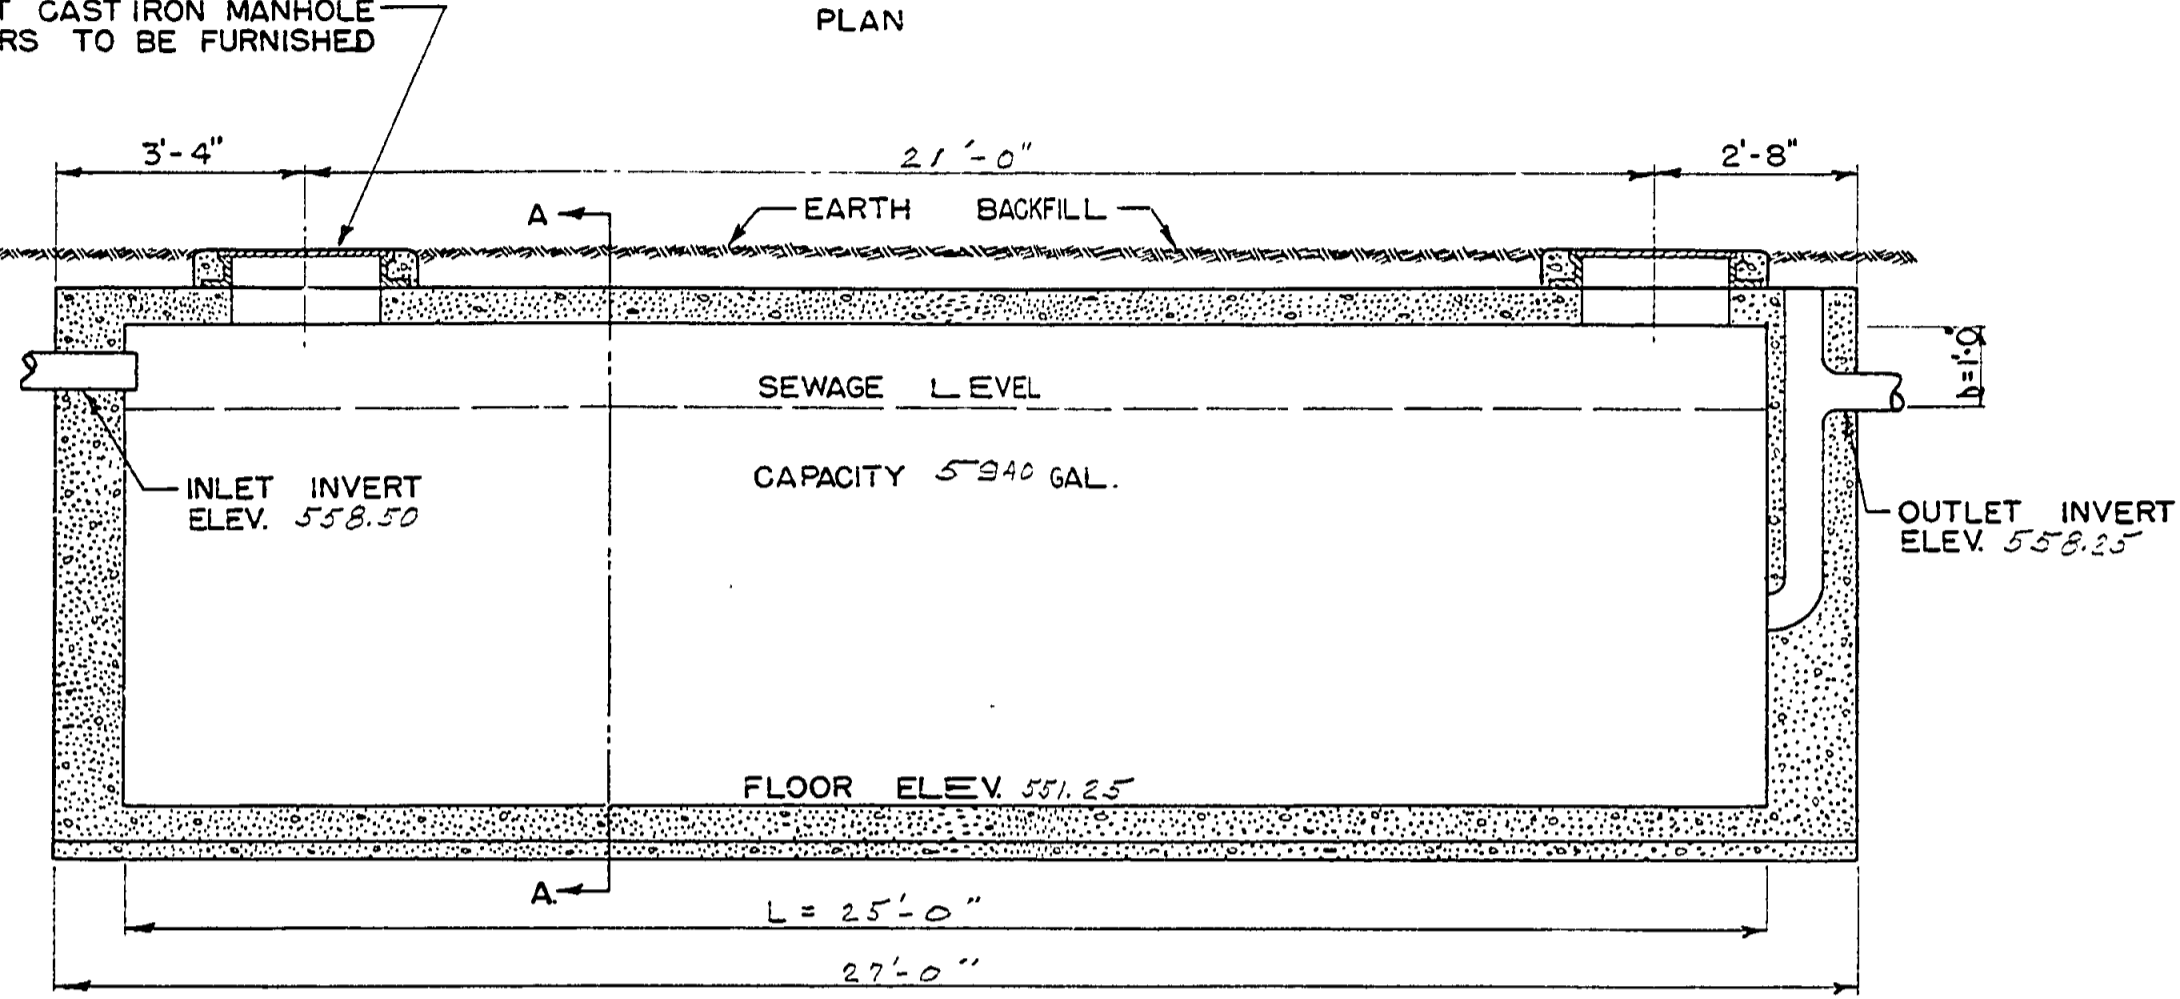 CAST IRON MANHOLE
TO BE FURNISHED
PLAN
3'-4"
21'-0"
2'-8"
A
EARTH BACKFILL
b=1'-0"
SEWAGE LEVEL
CAPACITY 5940 GAL.
INLET INVERT
ELEV. 558.50
OUTLET INVERT
ELEV. 558.25
FLOOR ELEV. 551.25
A.
L = 25'-0"
27'-0"